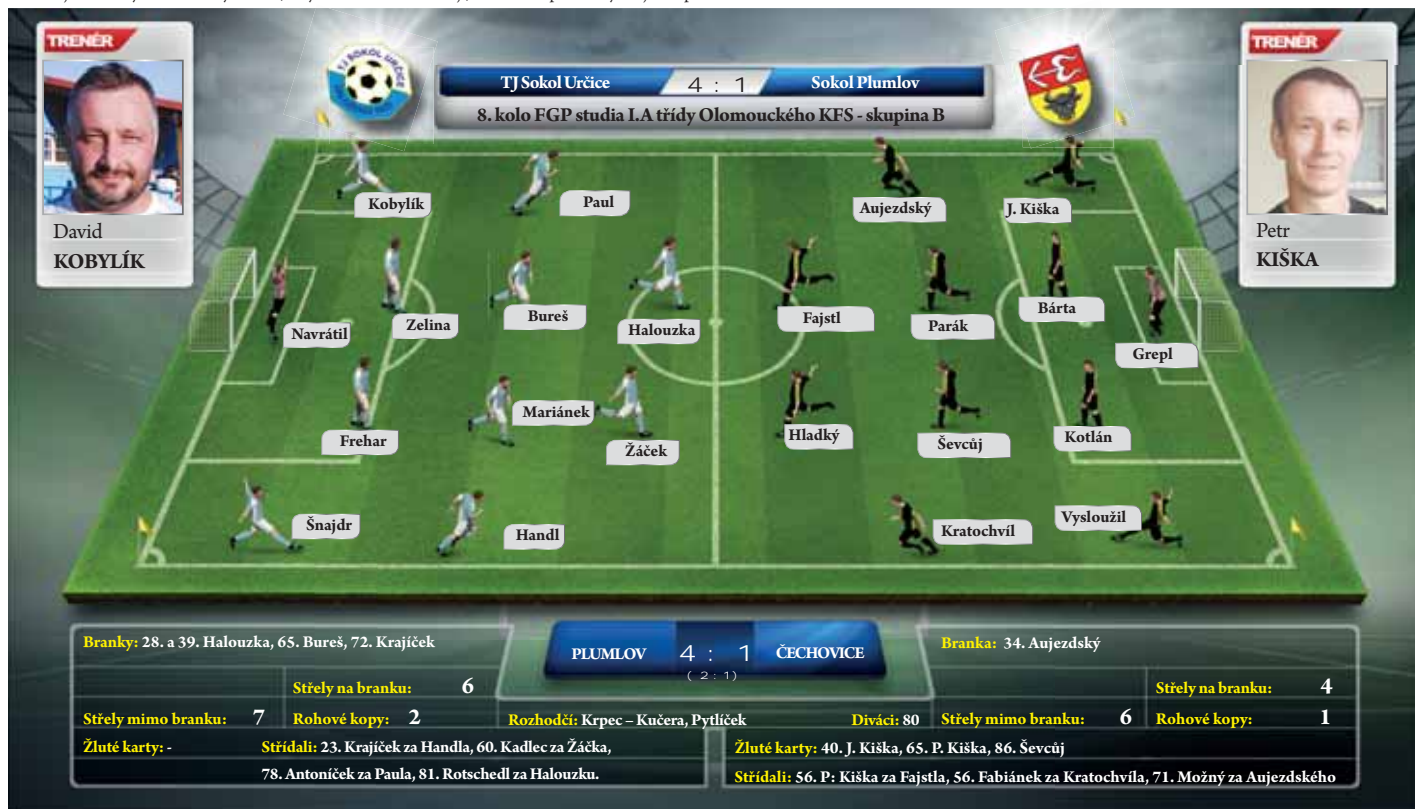 TRENÉR
David
KOBYLÍK
TJ SOKOL URČICE
TJ Sokol Určice 4 : 1 Sokol Plumlov
8. kolo FGP studia I.A třídy Olomouckého KFS - skupina B
TRENÉR
Petr
KIŠKA
Kobylík
Paul
Aujezdský
J. Kiška
Navrátil
Zelina
Bureš
Halouzka
Fajstl
Parák
Bárta
Grepl
Frehar
Mariánek
Žáček
Hladký
Ševcůj
Kotlán
Šnajdr
Handl
Kratochvíl
Vysloužil
Branky: 28. a 39. Halouzka, 65. Bureš, 72. Krajíček
Střely na branku: 6
Střely mimo branku: 7 Rohové kopy: 2
PLUMLOV 4 : 1 ČECHOVICE
( 2 : 1 )
Rozhodčí: Krpec – Kučera, Pytlíček Diváci: 80
Branka: 34. Aujezdský
Střely na branku: 4
Střely mimo branku: 6 Rohové kopy: 1
Žluté karty: - Střídali: 23. Krajíček za Handla, 60. Kadlec za Žáčka,
78. Antoníček za Paula, 81. Rotschedl za Halouzku.
Žluté karty: 40. J. Kiška, 65. P. Kiška, 86. Ševcůj
Střídali: 56. P: Kiška za Fajstla, 56. Fabiánek za Kratochvíla, 71. Možný za Aujezdského